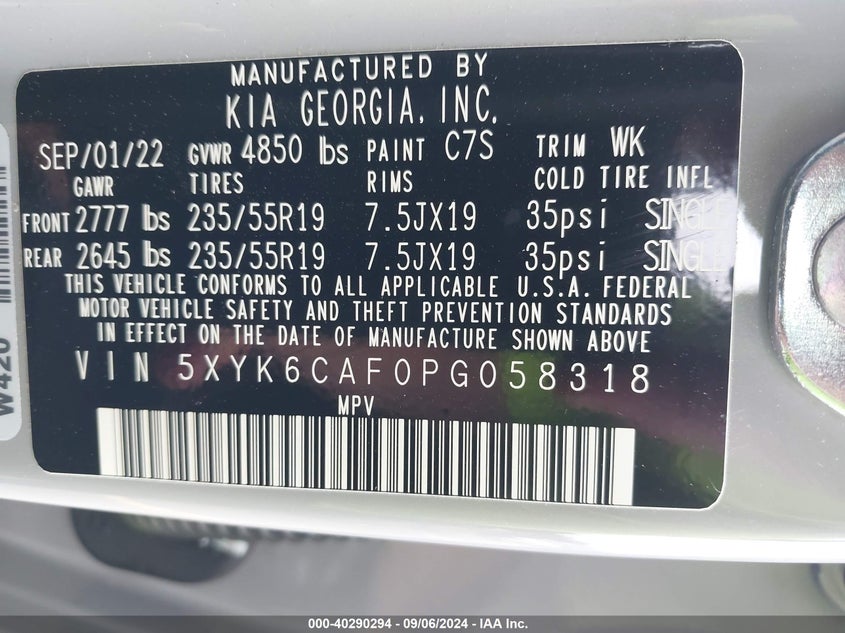 MANUFACTURED BY
KIA GEORGIA, INC.
SEP/01/22 GVWR 4850 lbs PAINT C7S TRIM WK
GAWR TIRES RIMS COLD TIRE INFL
FRONT 2777 lbs 235/55R19 7.5JX19 35psi SINGLE
REAR 2645 lbs 235/55R19 7.5JX19 35psi SINGLE
THIS VEHICLE CONFORMS TO ALL APPLICABLE U.S.A. FEDERAL
MOTOR VEHICLE SAFETY AND THEFT PREVENTION STANDARDS
IN EFFECT ON THE DATE OF MANUFACTURE SHOWN ABOVE
VIN 5XYK6CAF0PG058318
MPV
W420
000-40290294 - 09/06/2024 - IAA Inc.